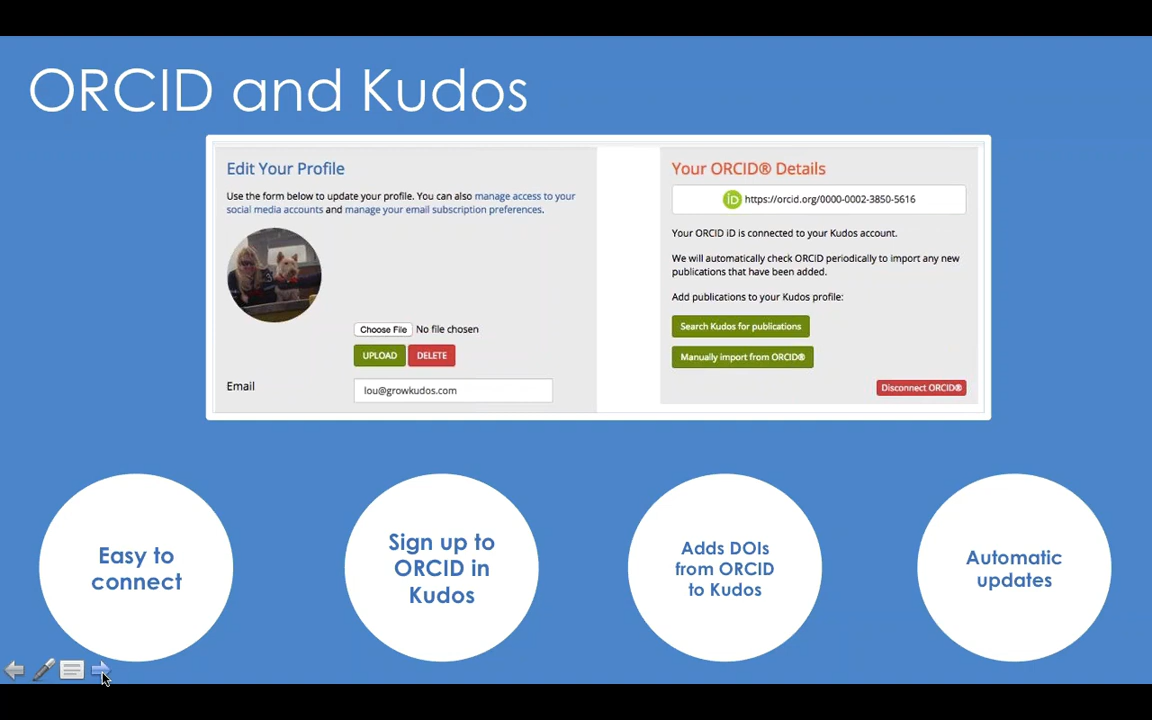 ORCID and Kudos
Edit Your Profile
Use the form below to update your profile. You can also manage access to your
social media accounts and manage your email subscription preferences.
Choose File No file chosen
UPLOAD DELETE
Email
lou@growkudos.com
Your ORCID® Details
iD https://orcid.org/0000-0002-3850-5616
Your ORCID iD is connected to your Kudos account.
We will automatically check ORCID periodically to import any new
publications that have been added.
Add publications to your Kudos profile:
Search Kudos for publications
Manually import from ORCID®
Disconnect ORCID®
Easy to
connect
Sign up to
ORCID in
Kudos
Adds DOIs
from ORCID
to Kudos
Automatic
updates